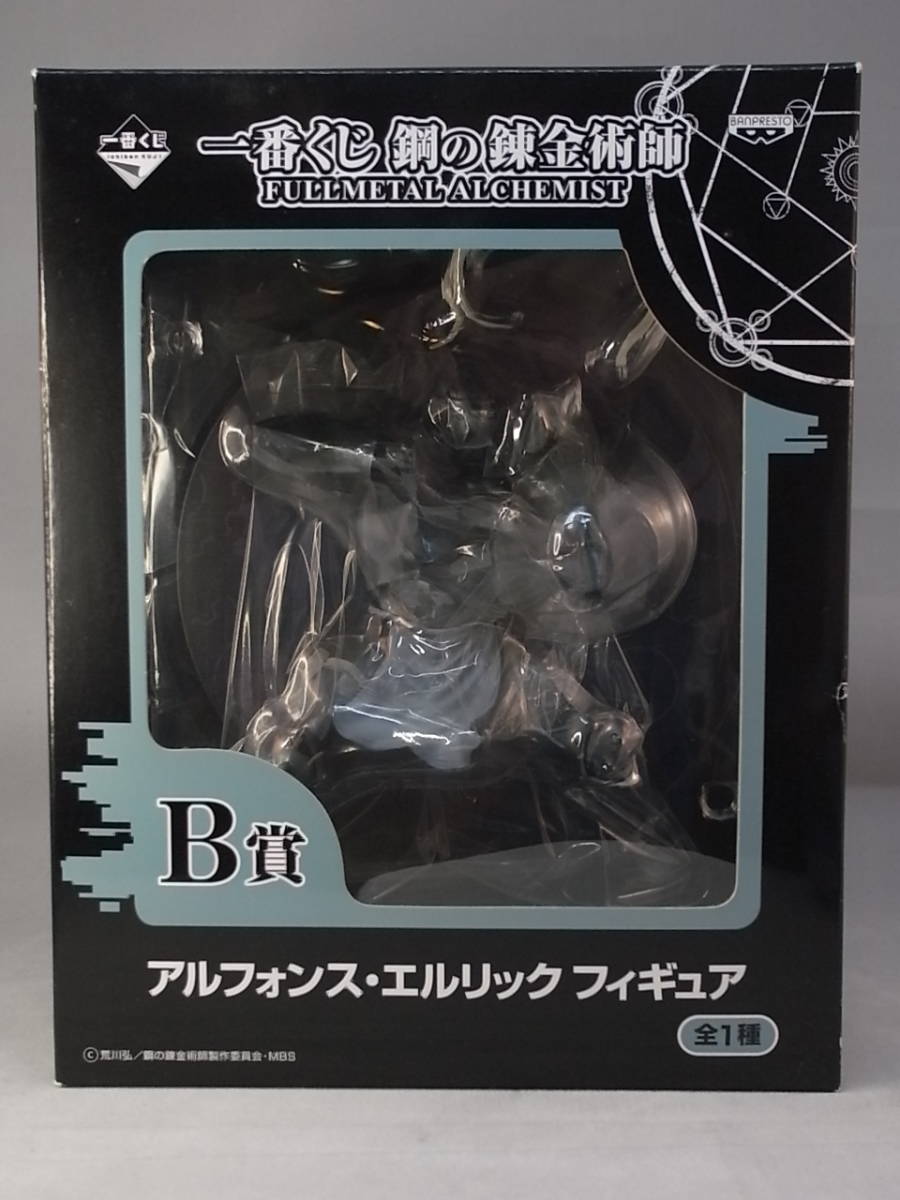 一番くじ
ichiban KUJI
一番くじ 鋼の錬金術師
FULLMETAL ALCHEMIST
BANPRESTO
B賞
アルフォンス・エルリック フィギュア
全1種
©荒川弘/鋼の錬金術師製作委員会・MBS